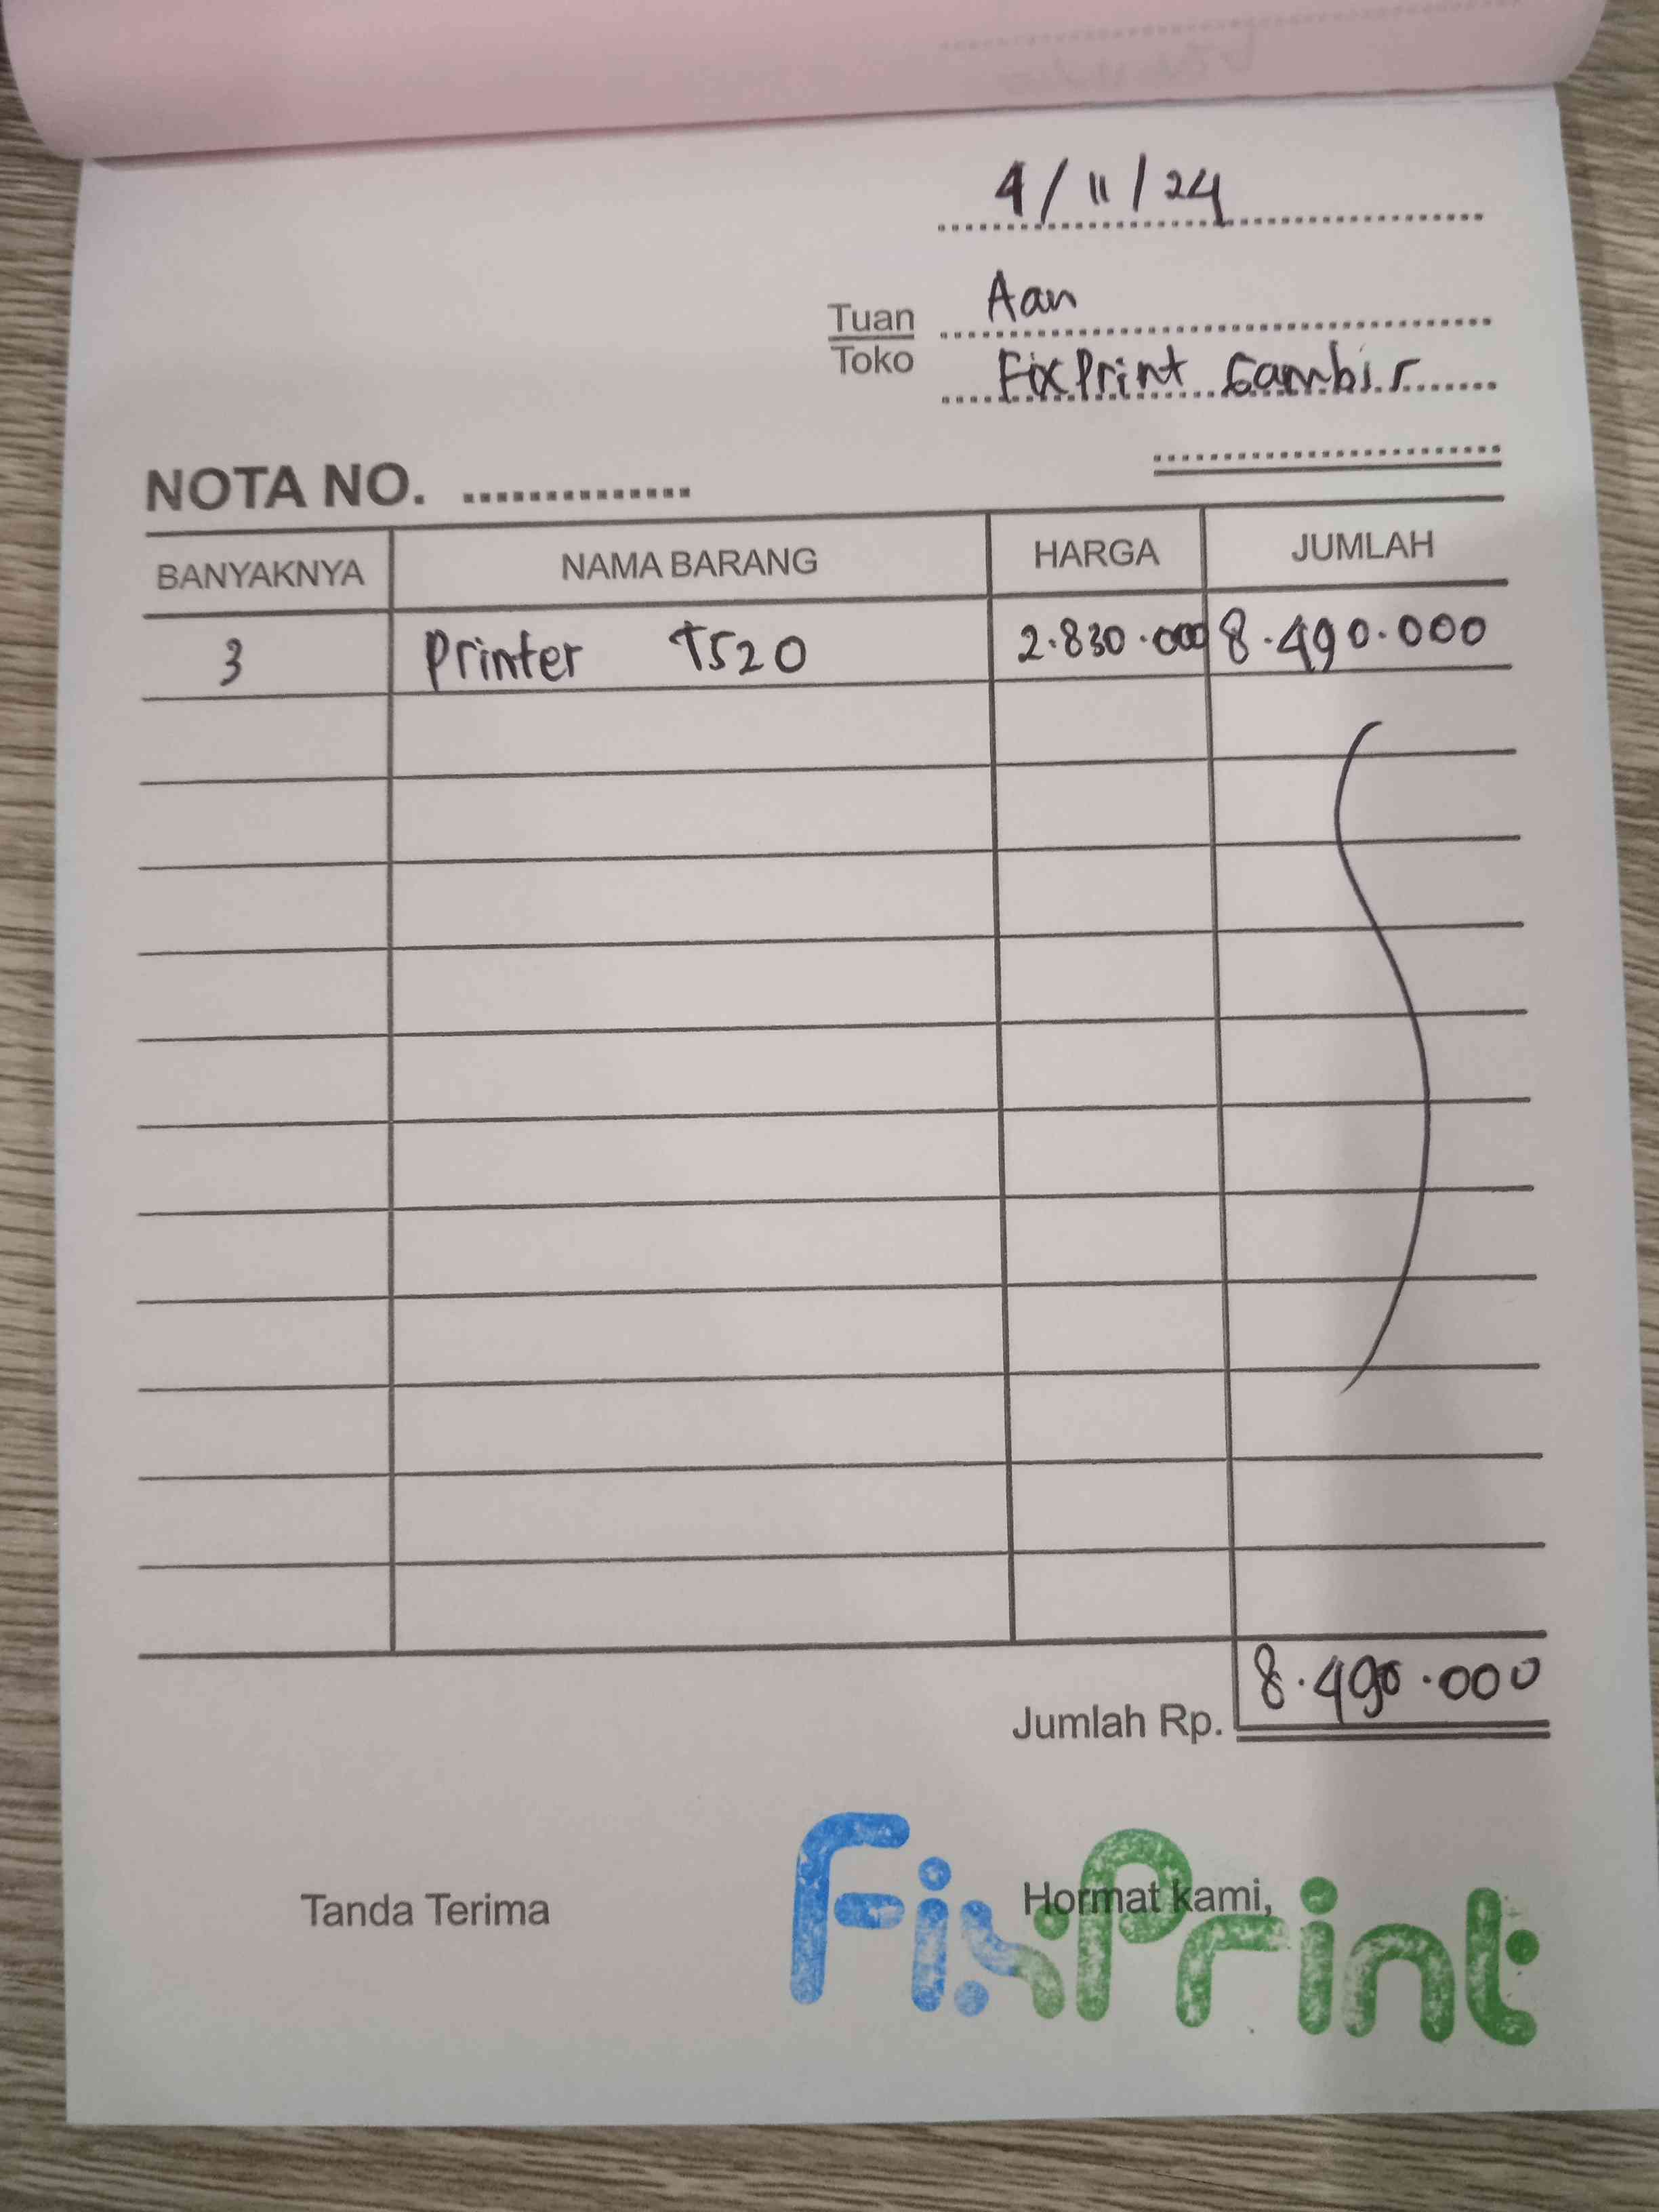 4/11/24
Tuan Aan
Toko FixPrint Gambir
NOTA NO.
BANYAKNYA NAMA BARANG HARGA JUMLAH
3 Printer T520 2.830.000 8.490.000
Jumlah Rp. 8.490.000
Tanda Terima Hormat kami,
FixPrint